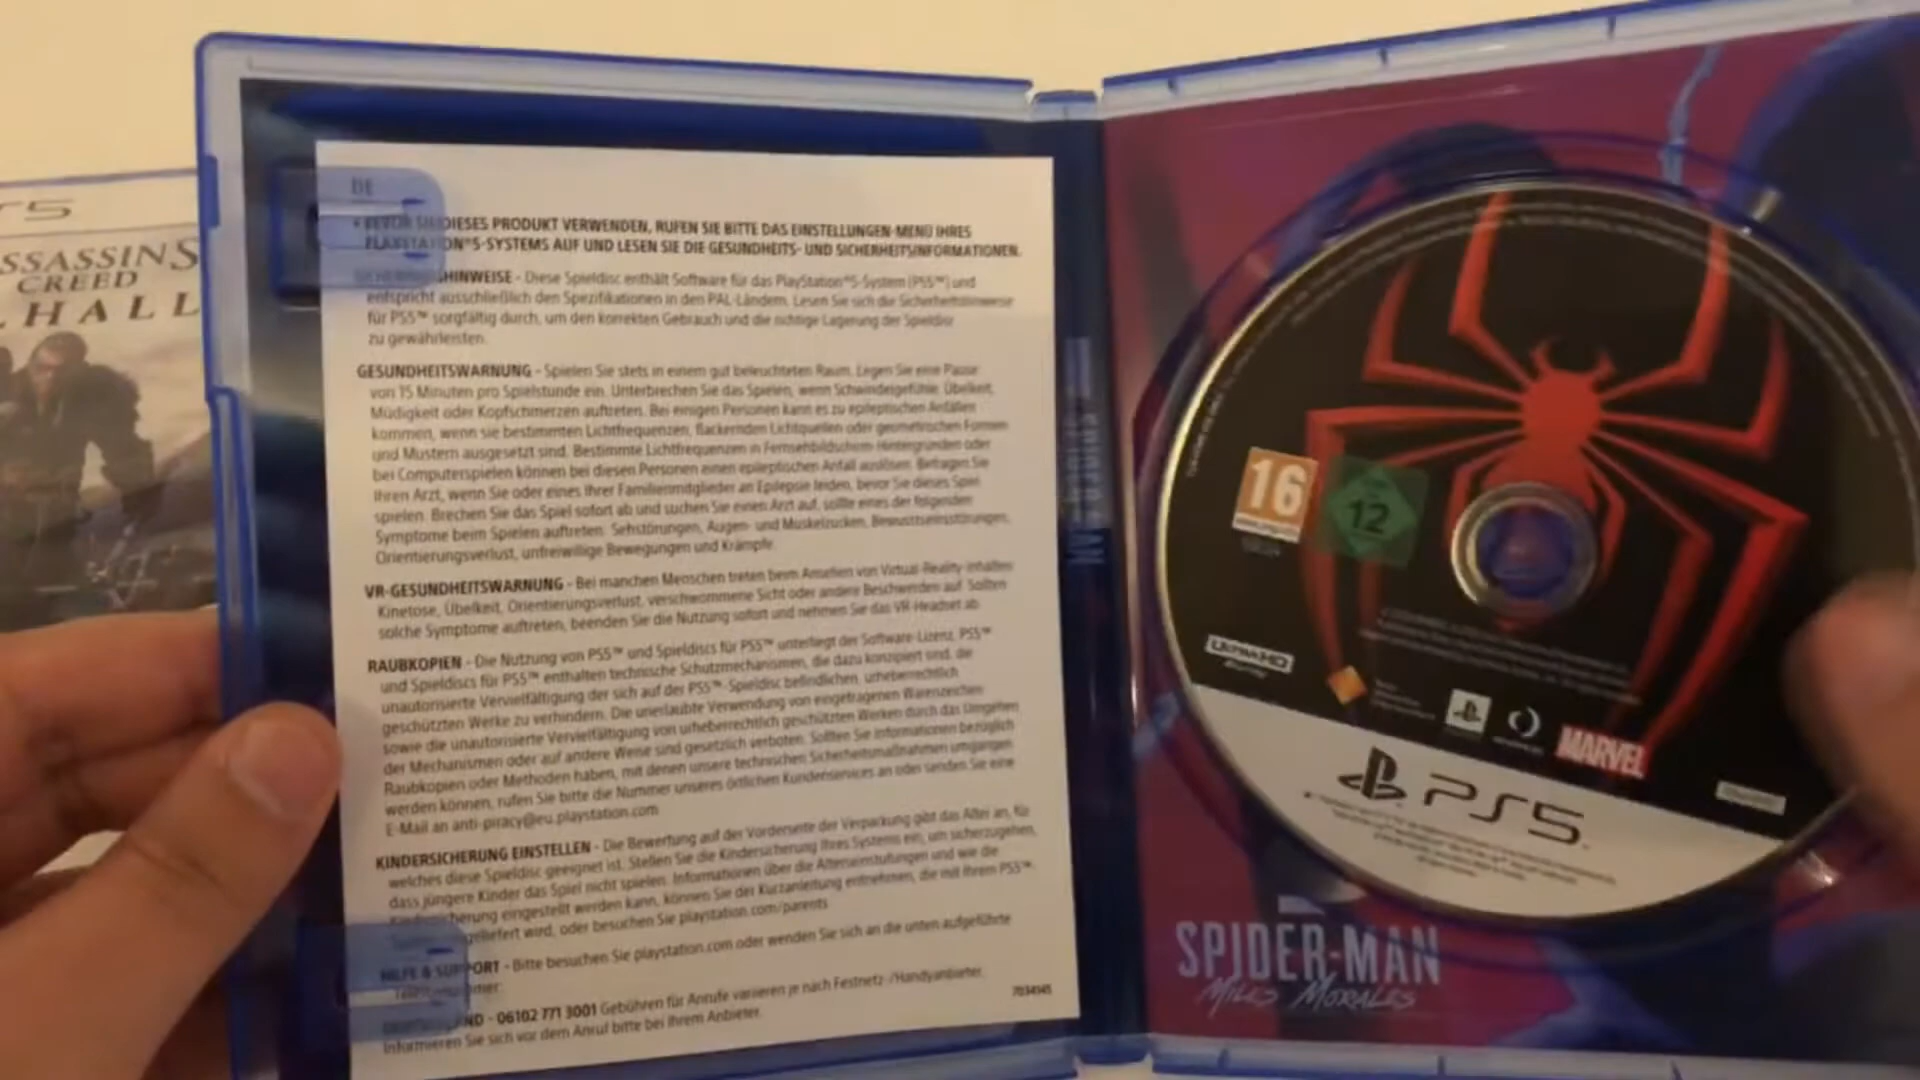 SSASSINS
CREED
HALL
DE
DIESES PRODUKT VERWENDEN, RUFEN SIE BITTE DAS EINSTELLUNGEN-MENÜ IHRES
PLAYSTATION®5-SYSTEMS AUF UND LESEN SIE DIE GESUNDHEITS- UND SICHERHEITSINFORMATIONEN.
HINWEISE - Diese Spieldisc enthält Software für das PlayStation®5-System (PS5™) und
entspricht ausschließlich den Spezifikationen in den PAL-Ländern. Lesen Sie sich die Sicherheitshinweise
für PS5™ sorgfältig durch, um den korrekten Gebrauch und die richtige Lagerung der Spieldisc
zu gewährleisten.
GESUNDHEITSWARNUNG - Spielen Sie stets in einem gut beleuchteten Raum. Legen Sie eine Pause
von 15 Minuten pro Spielstunde ein. Unterbrechen Sie das Spielen, wenn Schwindelgefühle, Übelkeit,
Müdigkeit oder Kopfschmerzen auftreten. Bei einigen Personen kann es zu epileptischen Anfällen
kommen, wenn sie bestimmten Lichtfrequenzen, flackernden Lichtquellen oder geometrischen Formen
und Mustern ausgesetzt sind. Bestimmte Lichtfrequenzen in Fernsehbildschirm-Hintergründen oder
bei Computerspielen können bei diesen Personen einen epileptischen Anfall auslösen. Befragen Sie
Ihren Arzt, wenn Sie oder eines Ihrer Familienmitglieder an Epilepsie leiden, bevor Sie dieses Spiel
spielen. Brechen Sie das Spiel sofort ab und suchen Sie einen Arzt auf, sollte eines der folgenden
Symptome beim Spielen auftreten: Sehstörungen, Augen- und Muskelzucken, Bewusstseinsstörungen,
Orientierungsverlust, unfreiwillige Bewegungen und Krämpfe.
VR-GESUNDHEITSWARNUNG - Bei manchen Menschen treten beim Ansehen von Virtual-Reality-Inhalten
Kinetose, Übelkeit, Orientierungsverlust, verschwommene Sicht oder andere Beschwerden auf. Sollten
solche Symptome auftreten, beenden Sie die Nutzung sofort und nehmen Sie das VR-Headset ab.
RAUBKOPIEN - Die Nutzung von PS5™ und Spieldiscs für PS5™ unterliegt der Software-Lizenz. PS5™
und Spieldiscs für PS5™ enthalten technische Schutzmechanismen, die dazu konzipiert sind, die
unautorisierte Vervielfältigung der sich auf der PS5™-Spieldisc befindlichen, urheberrechtlich
geschützten Werke zu verhindern. Die unerlaubte Verwendung von eingetragenen Warenzeichen
sowie die unautorisierte Vervielfältigung von urheberrechtlich geschützten Werken durch das Umgehen
der Mechanismen oder auf andere Weise sind gesetzlich verboten. Sollten Sie Informationen bezüglich
Raubkopien oder Methoden haben, mit denen unsere technischen Sicherheitsmaßnahmen umgangen
werden können, rufen Sie bitte die Nummer unseres örtlichen Kundenservices an oder senden Sie eine
E-Mail an anti-piracy@eu.playstation.com
KINDERSICHERUNG EINSTELLEN - Die Bewertung auf der Vorderseite der Verpackung gibt das Alter an, für
welches diese Spieldisc geeignet ist. Stellen Sie die Kindersicherung Ihres Systems ein, um sicherzugehen,
dass jüngere Kinder das Spiel nicht spielen. Informationen über die Alterseinstufungen und wie die
Kindersicherung eingestellt werden kann, können Sie der Kurzanleitung entnehmen, die mit Ihrem PS5™-
geliefert wird, oder besuchen Sie playstation.com/parents
HILFE & SUPPORT - Bitte besuchen Sie playstation.com oder wenden Sie sich an die unten aufgeführte
06102 771 3001 Gebühren für Anrufe variieren je nach Festnetz-/Handyanbieter.
Informieren Sie sich vor dem Anruf bitte bei Ihrem Anbieter.
7034945
16
12
ULTRA HD
MARVEL
PS5
SPIDER-MAN
MILES MORALES